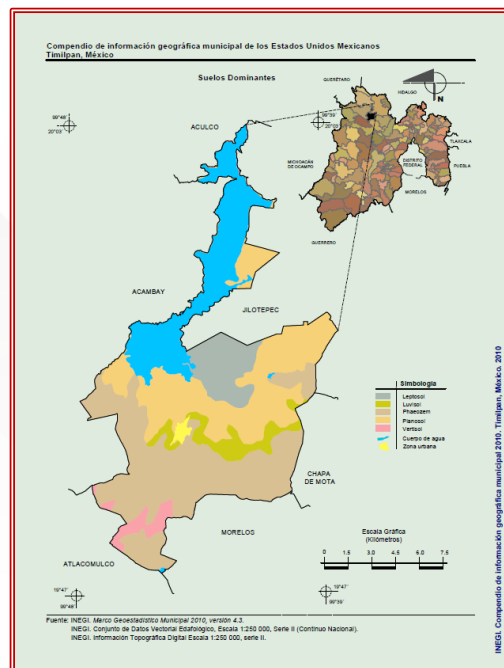 Compendio de información geográfica municipal de los Estados Unidos Mexicanos
Timilpan, México
Suelos Dominantes
QUERÉTARO
HIDALGO
N
99°48'
20°03'
99°35'
20°03'
ACULCO
TLAXCALA
MICHOACÁN
DE OCAMPO
DISTRITO
FEDERAL
PUEBLA
MORELOS
GUERRERO
ACAMBAY
JILOTEPEC
Simbología
Leptosol
Luvisol
Phaeozem
Planosol
Vertisol
Cuerpo de agua
Zona urbana
CHAPA
DE MOTA
MORELOS
Escala Gráfica
(Kilómetros)
0 1.5 3.0 4.5 6.0 7.5
ATLACOMULCO
19°47'
99°48'
19°47'
99°35'
Fuente: INEGI. Marco Geoestadístico Municipal 2010, versión 4.3.
INEGI. Conjunto de Datos Vectorial Edafológico, Escala 1:250 000, Serie II (Continuo Nacional).
INEGI. Información Topográfica Digital Escala 1:250 000, serie II.
INEGI. Compendio de información geográfica municipal 2010. Timilpan, México. 2010